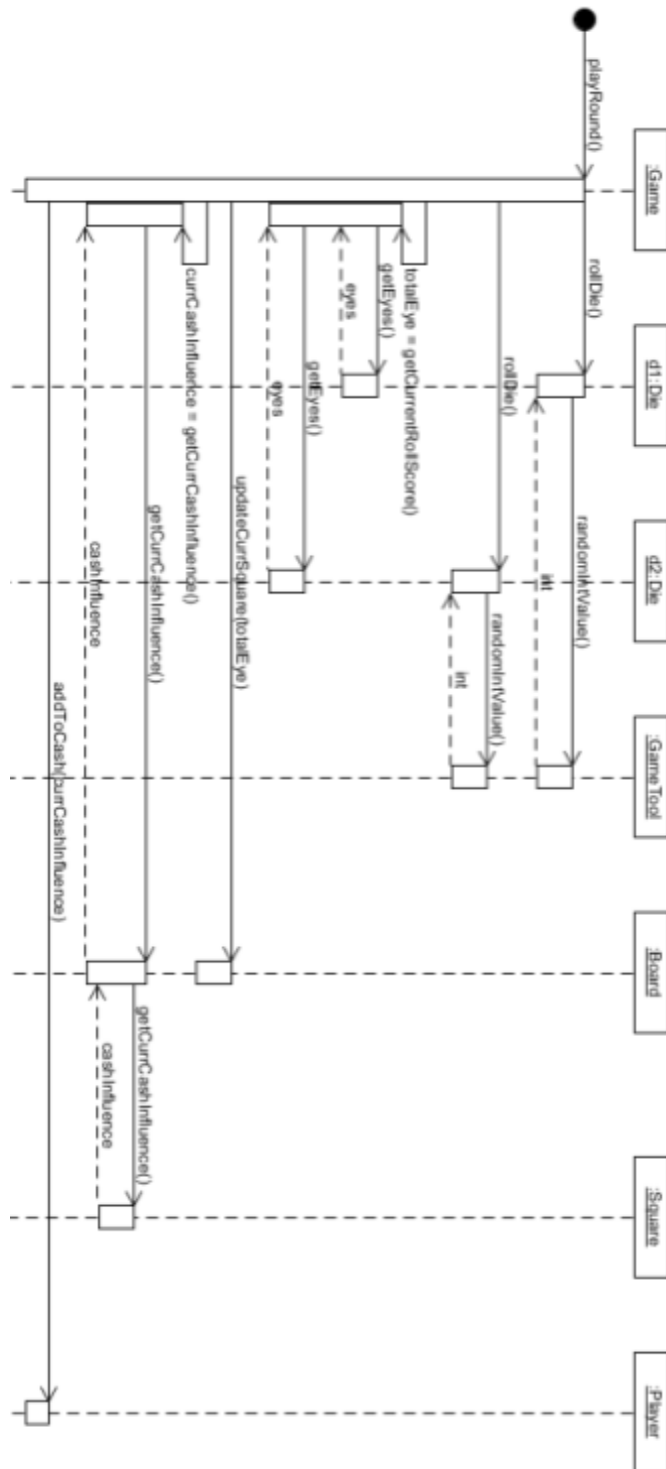 :Game
d1:Die
d2:Die
:GameTool
:Board
:Square
:Player
playRound()
rollDie()
randomIntValue()
int
rollDie()
randomIntValue()
int
totalEye = getCurrentRollScore()
getEyes()
eyes
getEyes()
eyes
updateCurrSquare(totalEye)
currCashInfluence = getCurrCashInfluence()
getCurrCashInfluence()
getCurrCashInfluence()
cashInfluence
cashInfluence
addToCash(currCashInfluence)